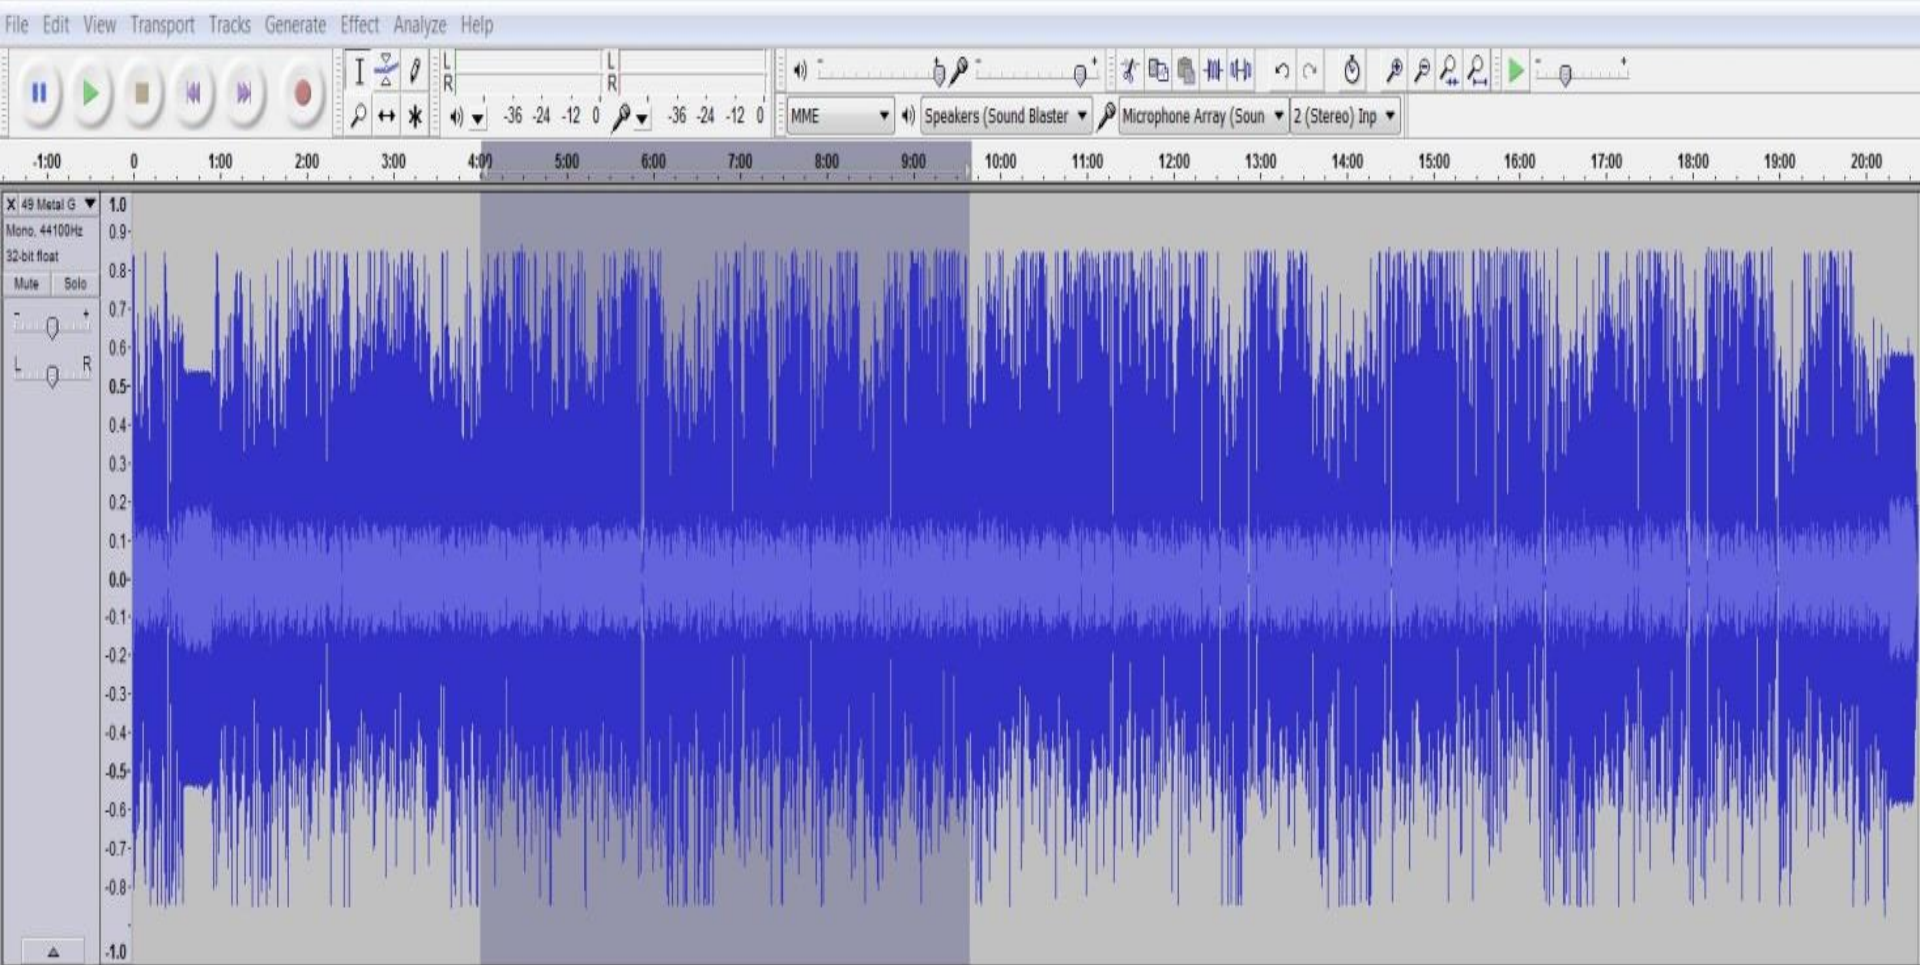 File Edit View Transport Tracks Generate Effect Analyze Help
L
R
L
R
-36 -24 -12 0
-36 -24 -12 0
- +
- +
- +
MME
Speakers (Sound Blaster
Microphone Array (Soun
2 (Stereo) Inp
-1:00 0 1:00 2:00 3:00 4:00 5:00 6:00 7:00 8:00 9:00 10:00 11:00 12:00 13:00 14:00 15:00 16:00 17:00 18:00 19:00 20:00
X 49 Metal G
Mono, 44100Hz
32-bit float
Mute Solo
- +
L R
1.0
0.9
0.8
0.7
0.6
0.5
0.4
0.3
0.2
0.1
0.0
-0.1
-0.2
-0.3
-0.4
-0.5
-0.6
-0.7
-0.8
-1.0